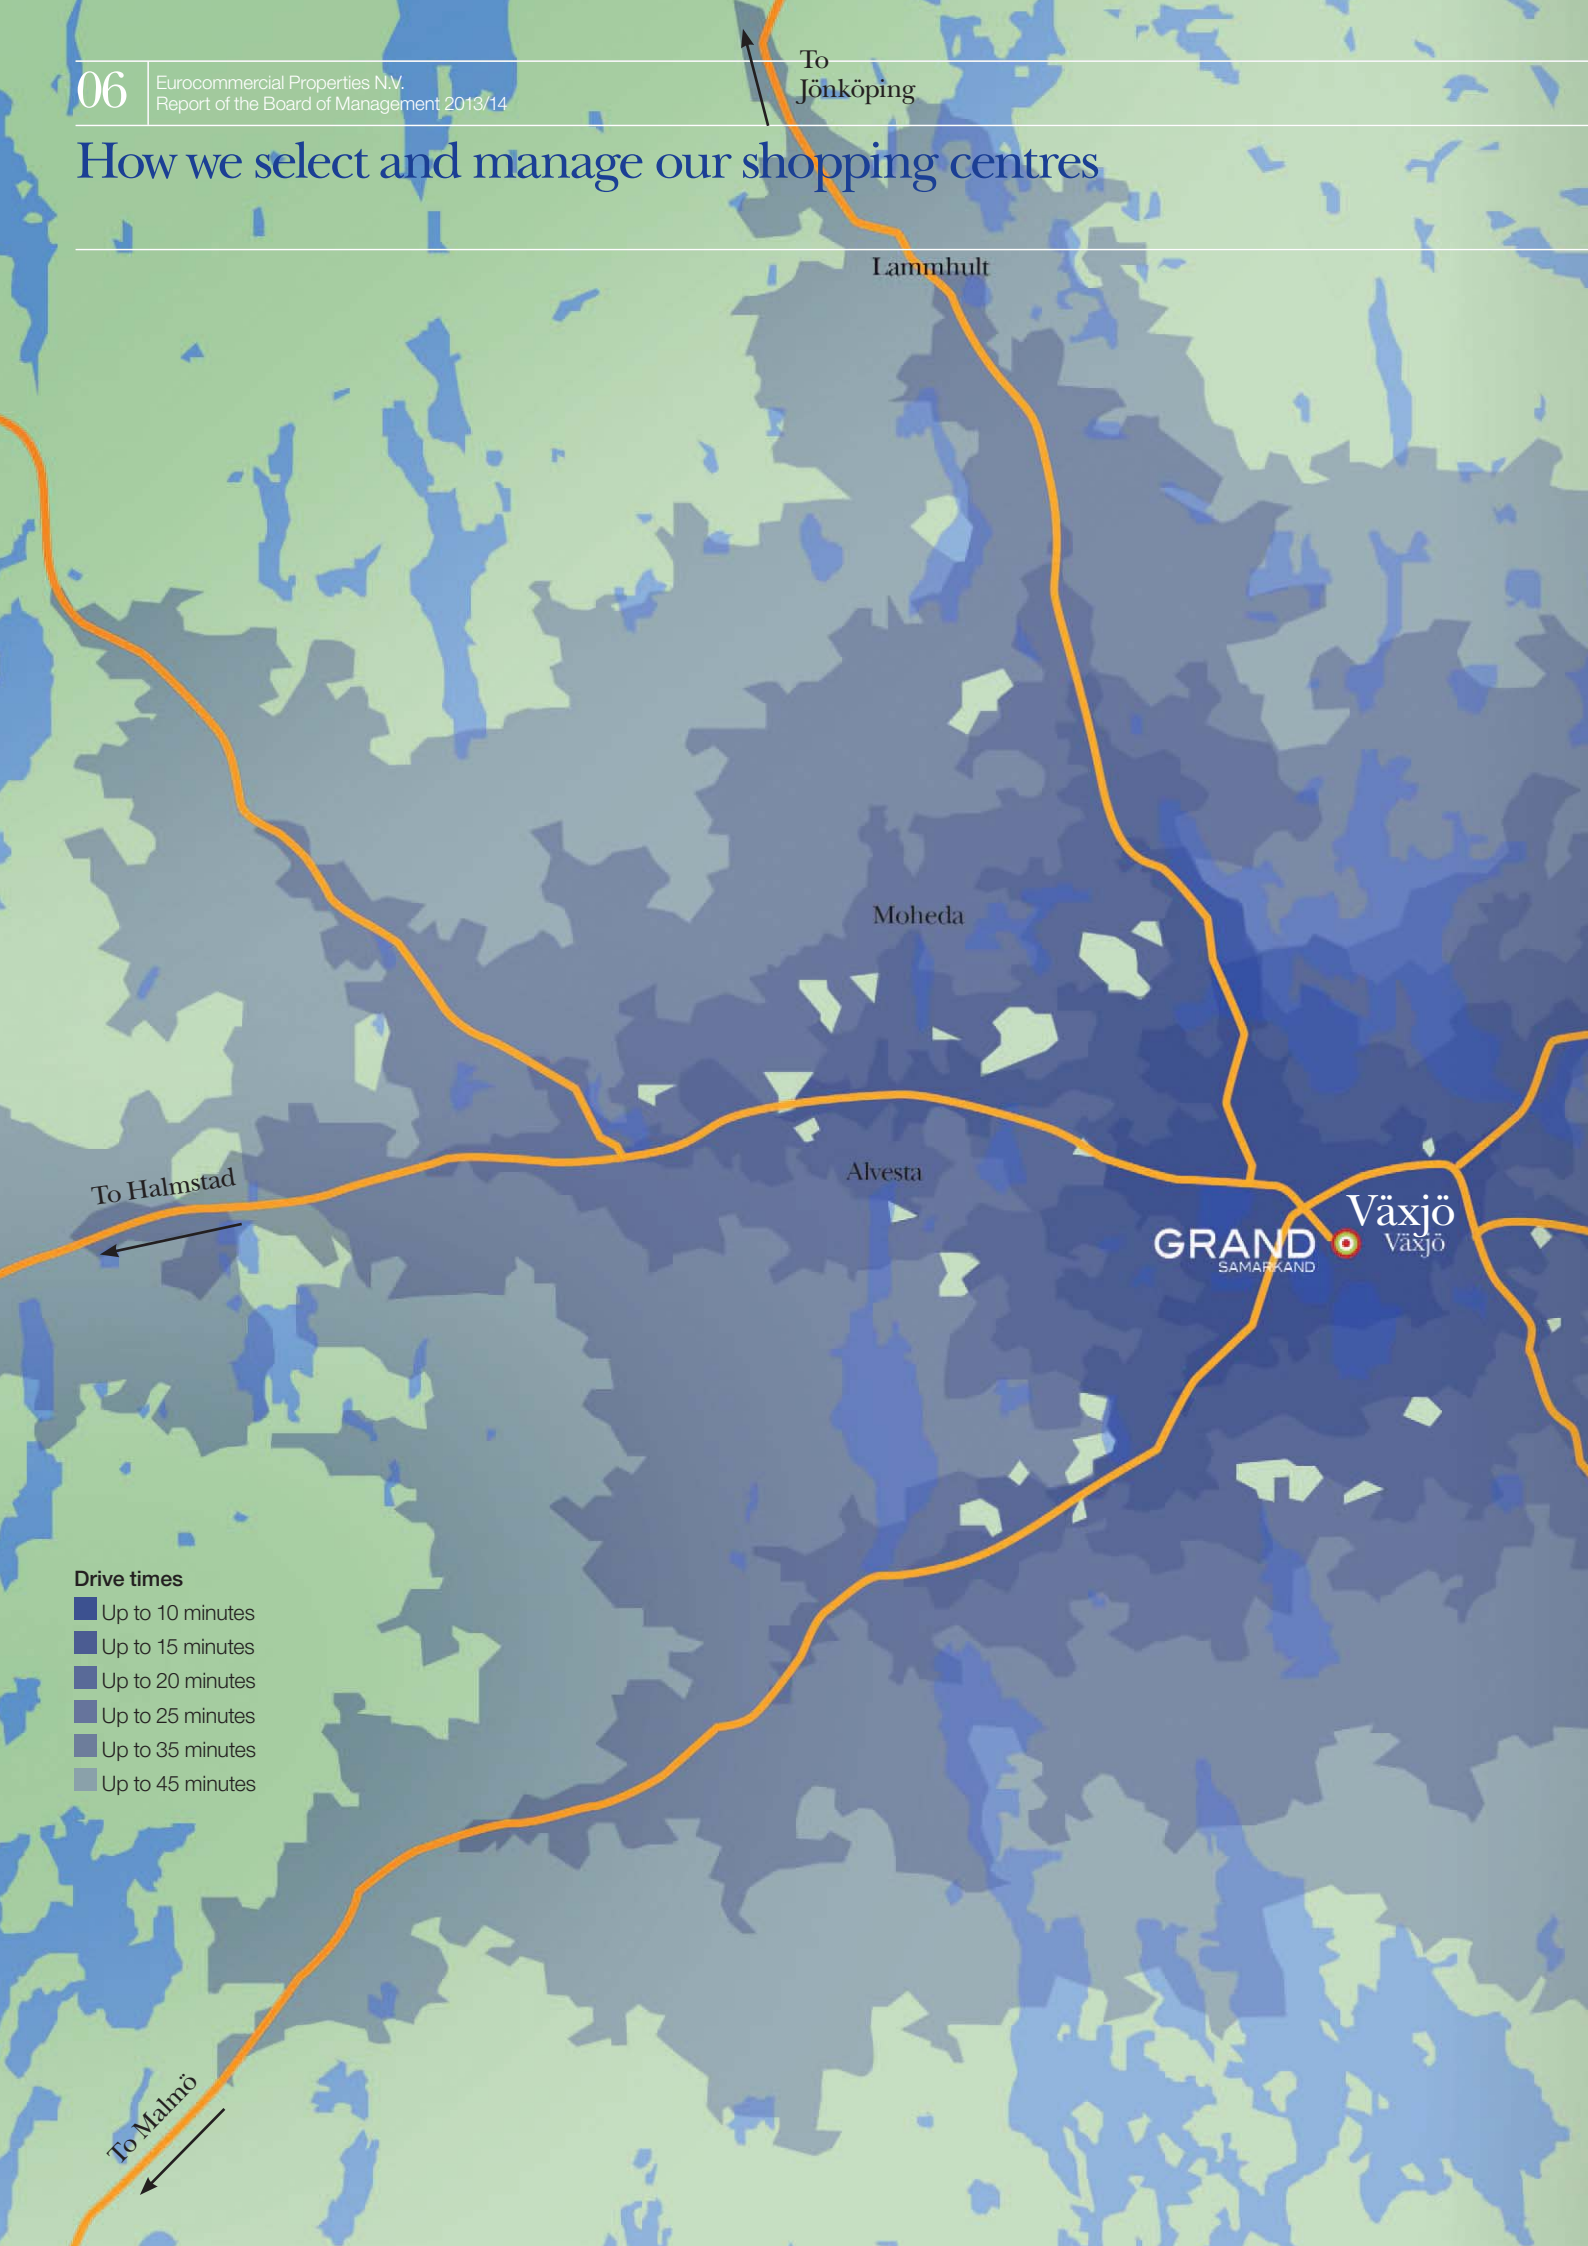 06
Eurocommercial Properties N.V.
Report of the Board of Management 2013/14
To
Jönköping
How we select and manage our shopping centres
Lammhult
Moheda
To Halmstad
Alvesta
Växjö
GRAND
Växjö
SAMARKAND
Drive times
Up to 10 minutes
Up to 15 minutes
Up to 20 minutes
Up to 25 minutes
Up to 35 minutes
Up to 45 minutes
To Malmö